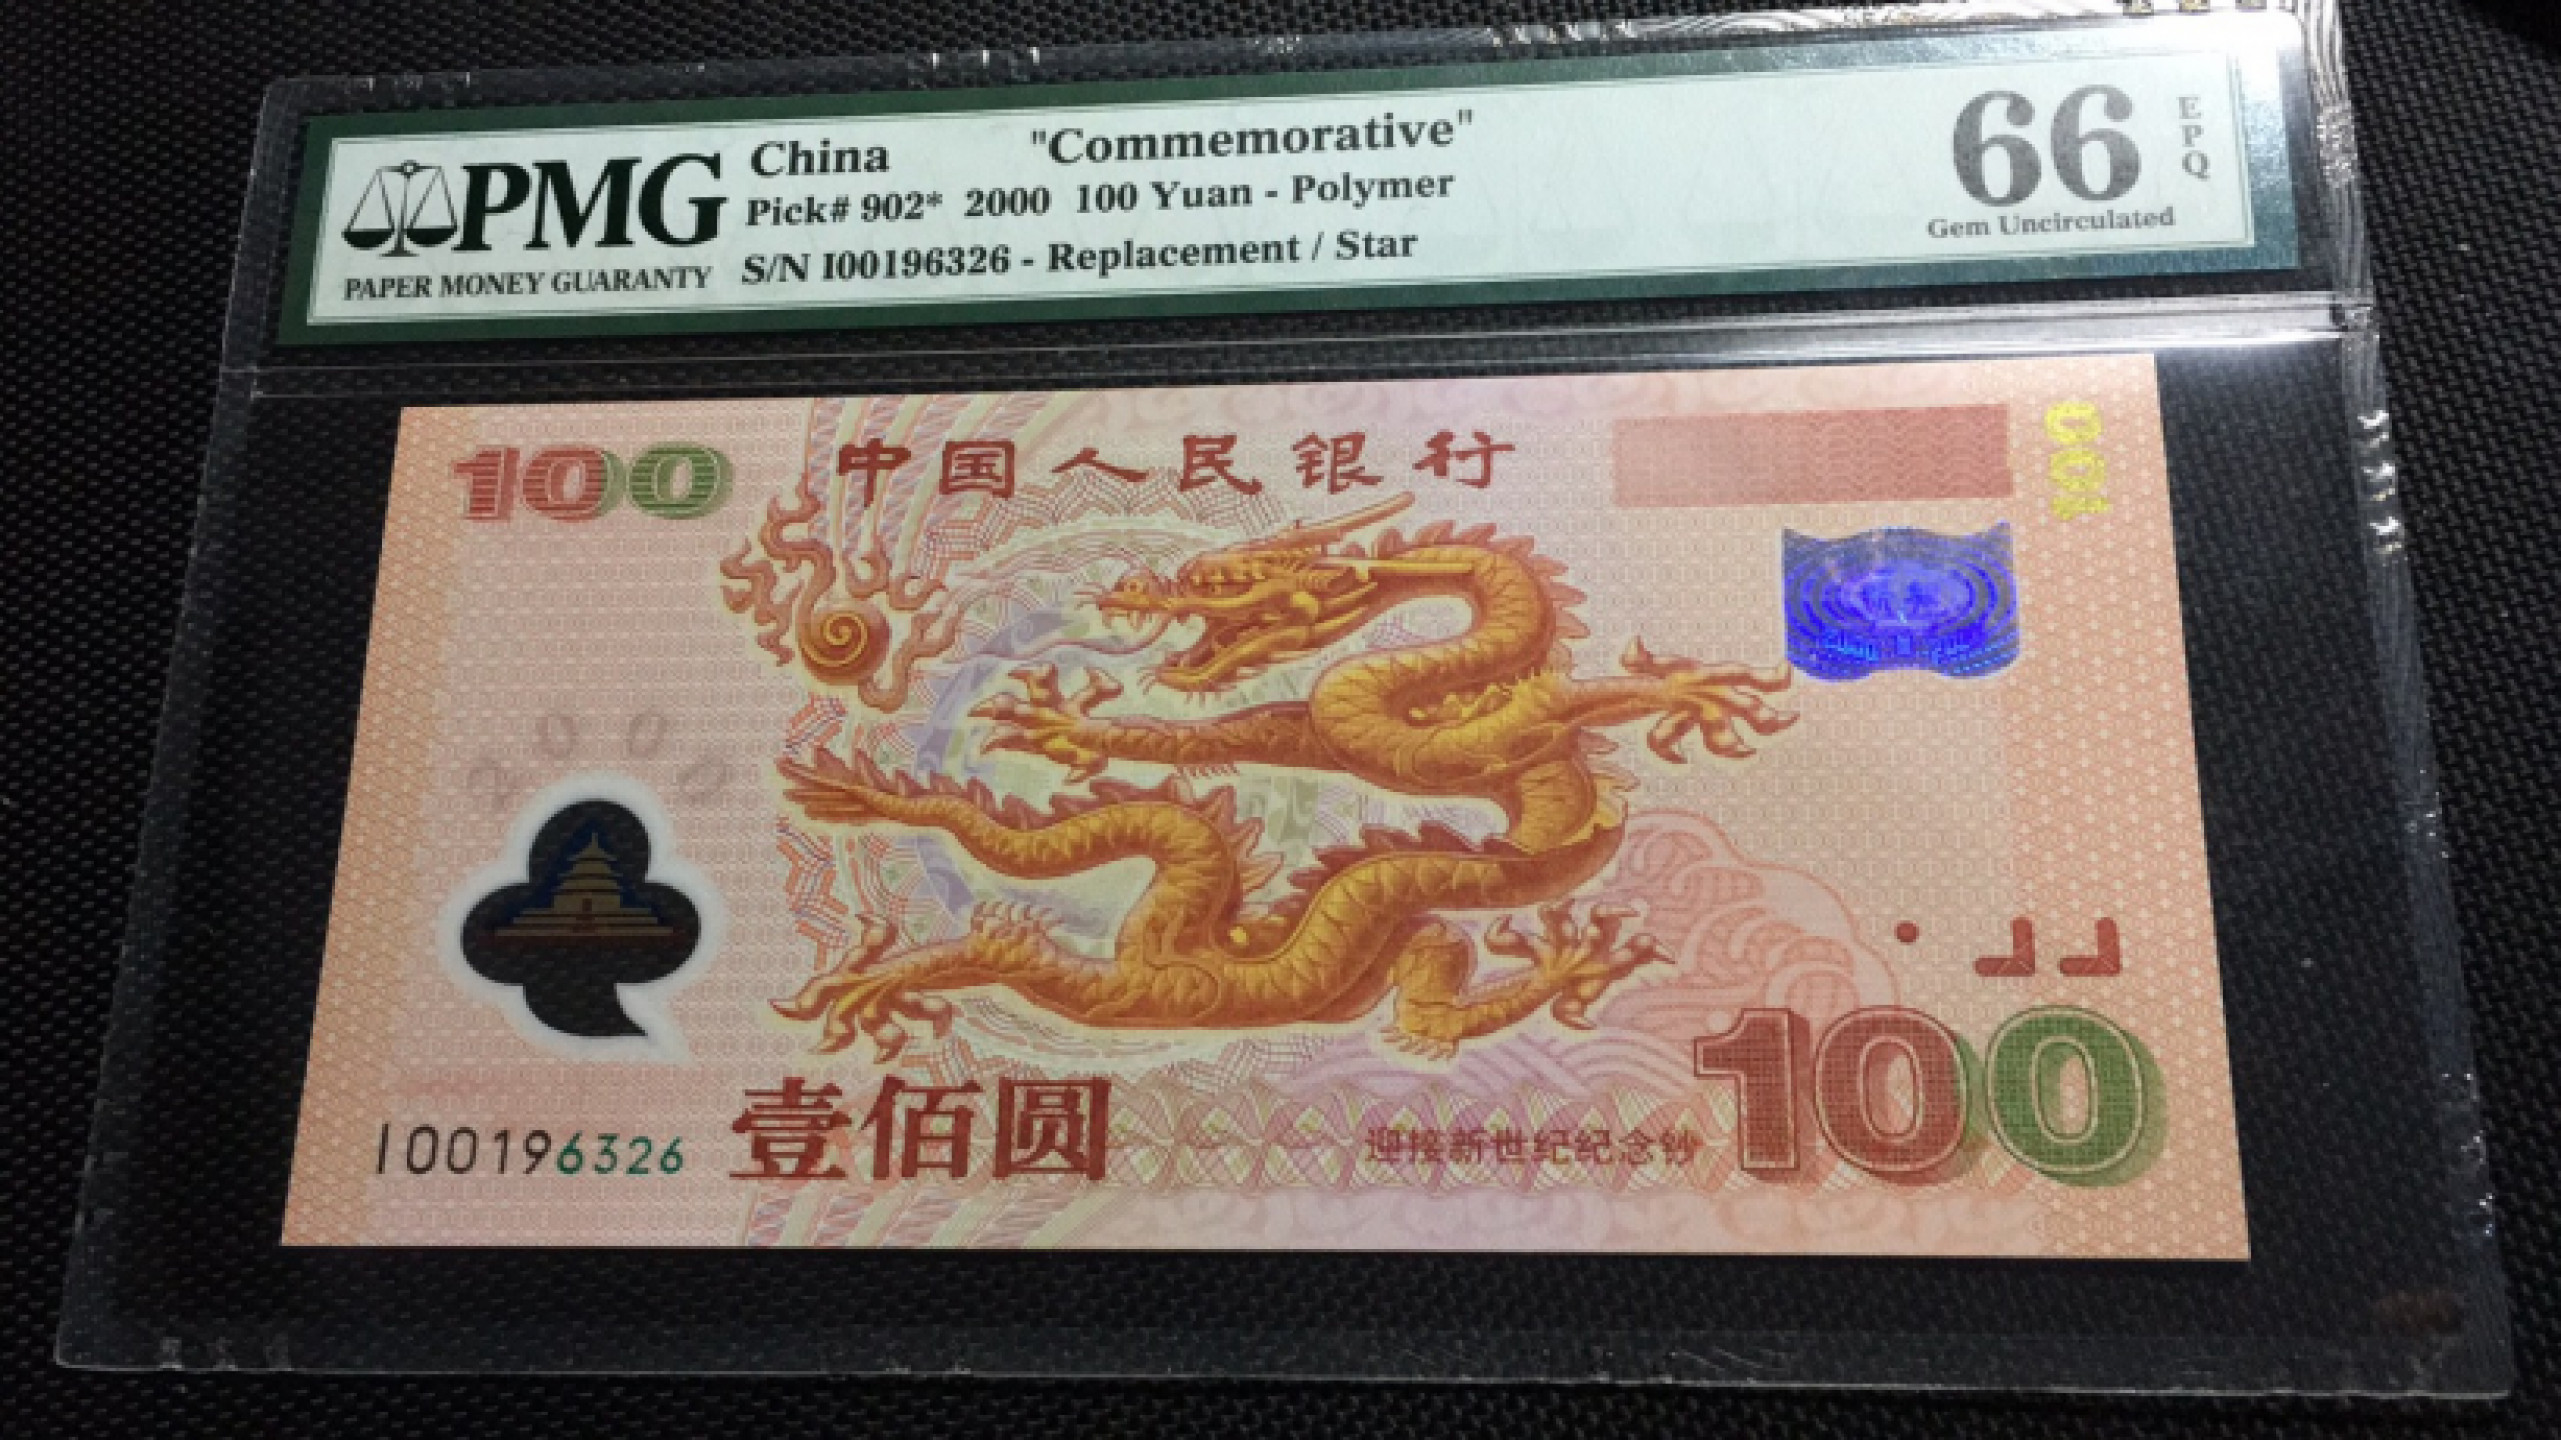 PMG
PAPER MONEY GUARANTY
China "Commemorative"
Pick# 902* 2000 100 Yuan - Polymer
S/N I00196326 - Replacement / Star
66
EPQ
Gem Uncirculated
100
中国人民银行
100
2000
I00196326
壹佰圆
迎接新世纪纪念钞
100